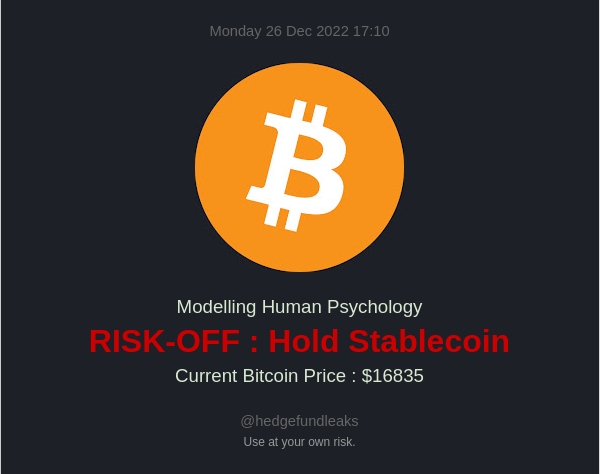 Monday 26 Dec 2022 17:10
Modelling Human Psychology
RISK-OFF : Hold Stablecoin
Current Bitcoin Price : $16835
@hedgefundleaks
Use at your own risk.